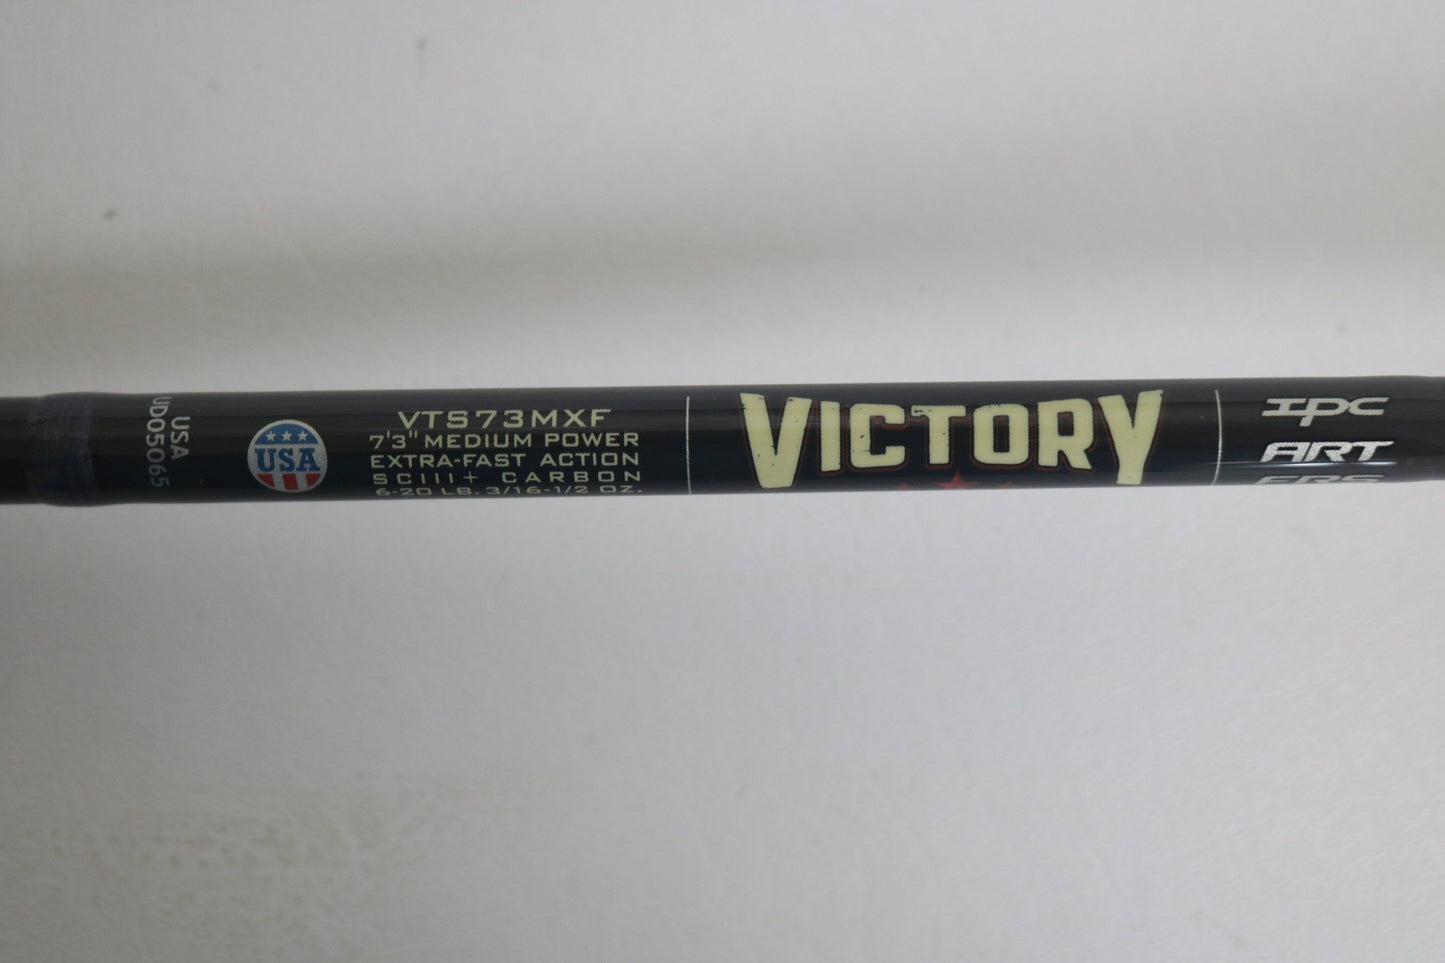 USA
UD05065
USA
VTS73MXF
7'3" MEDIUM POWER
EXTRA-FAST ACTION
SCIII+ CARBON
6-20 LB. 3/16-1/2 OZ.
VICTORY
IPC
ART
ERS